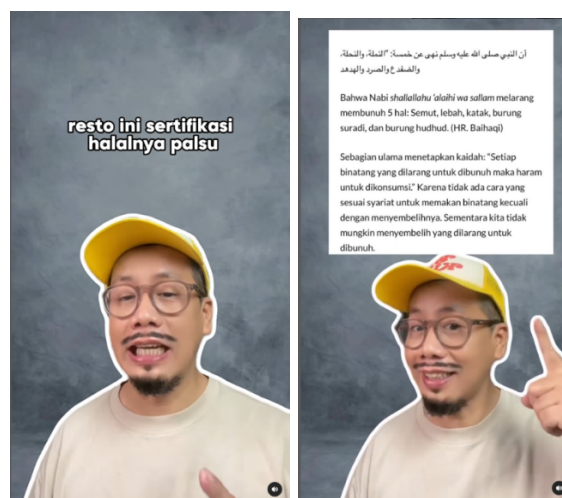 resto ini sertifikasi
halalnya palsu
أن النبي صلى الله عليه وسلم نهى عن خمسة: "النملة، والنحلة،
والضفدع والصرد والهدهد
Bahwa Nabi shallallahu 'alaihi wa sallam melarang
membunuh 5 hal: Semut, lebah, katak, burung
suradi, dan burung hudhud. (HR. Baihaqi)
Sebagian ulama menetapkan kaidah: "Setiap
binatang yang dilarang untuk dibunuh maka haram
untuk dikonsumsi." Karena tidak ada cara yang
sesuai syariat untuk memakan binatang kecuali
dengan menyembelihnya. Sementara kita tidak
mungkin menyembelih yang dilarang untuk
dibunuh.